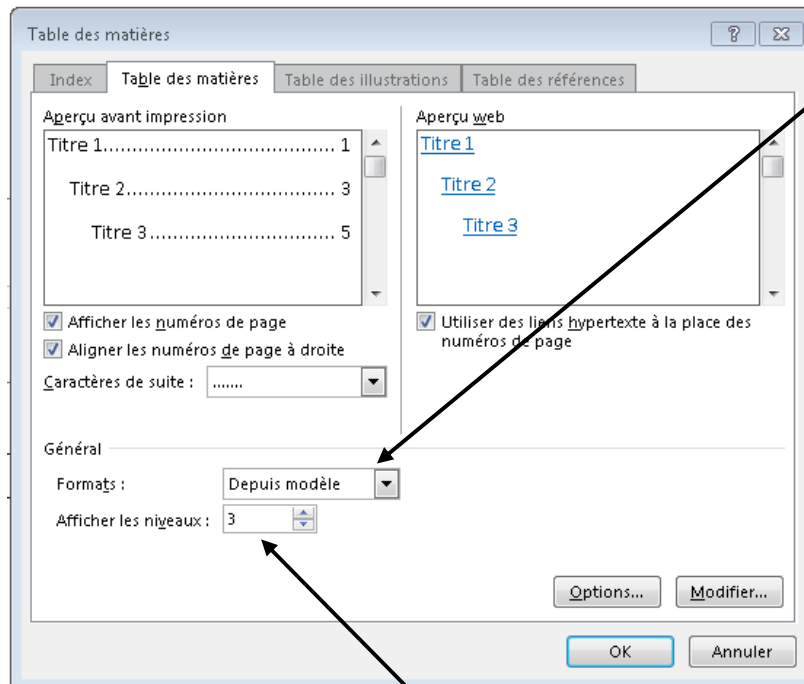 Table des matières
Index Table des matières Table des illustrations Table des références
Aperçu avant impression
Titre 1.................................... 1
Titre 2................................. 3
Titre 3............................. 5
Aperçu web
Titre 1
Titre 2
Titre 3
Afficher les numéros de page
Aligner les numéros de page à droite
Caractères de suite : .......
Utiliser des liens hypertexte à la place des
numéros de page
Général
Formats : Depuis modèle
Afficher les niveaux : 3
Options... Modifier...
OK Annuler